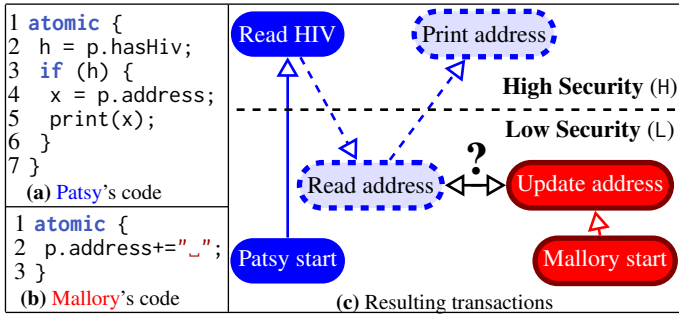 1 atomic {
2 h = p.hasHiv;
3 if (h) {
4 x = p.address;
5 print(x);
6 }
7 }
(a) Patsy's code
1 atomic {
2 p.address+="␣";
3 }
(b) Mallory's code
Read HIV
Print address
High Security (H)
Low Security (L)
?
Read address
Update address
Patsy start
Mallory start
(c) Resulting transactions